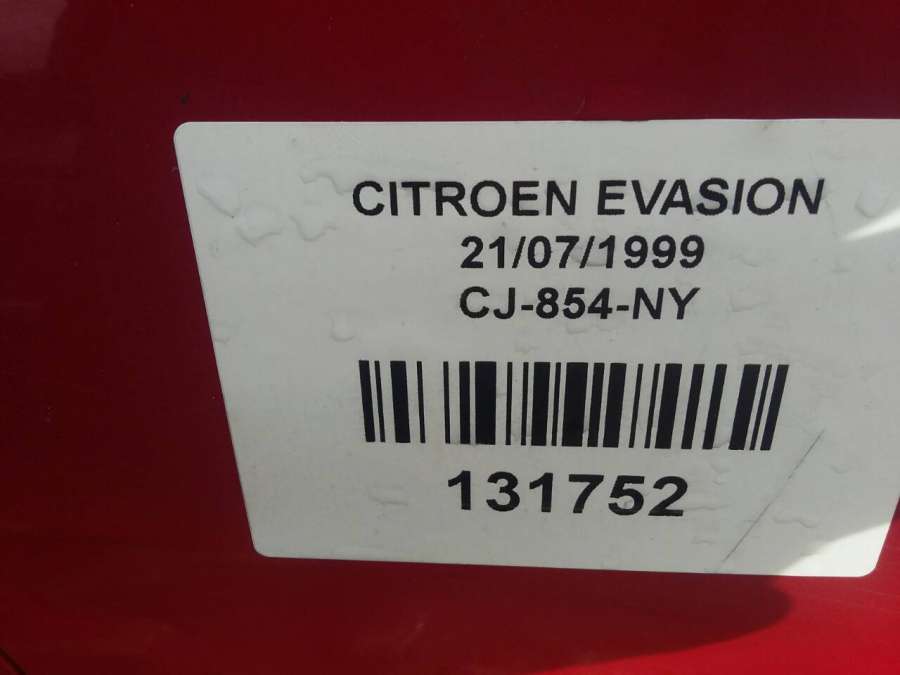 CITROEN EVASION
21/07/1999
CJ-854-NY
131752